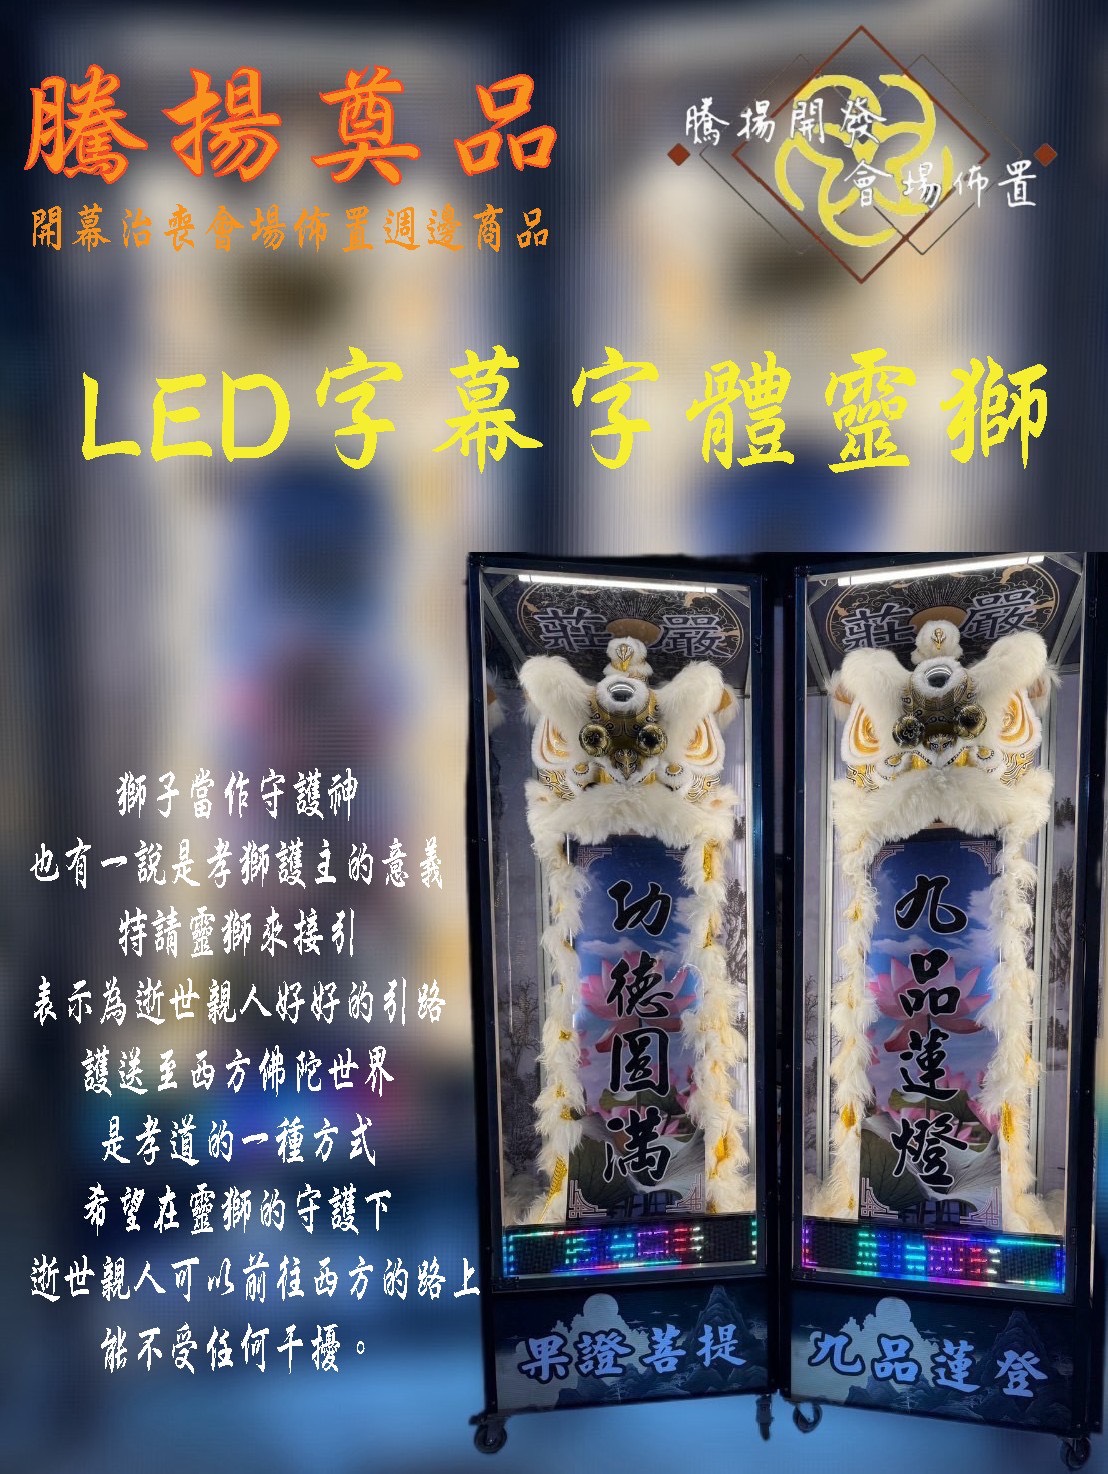 騰揚奠品
開幕治喪會場佈置週邊商品
騰揚開發
會場佈置
LED字幕字體靈獅
獅子當作守護神
也有一說是孝獅護主的意義
特請靈獅來接引
表示為逝世親人好好的引路
護送至西方佛陀世界
是孝道的一種方式
希望在靈獅的守護下
逝世親人可以前往西方的路上
能不受任何干擾。
莊嚴
功德圓満
果證菩提
莊嚴
九品蓮燈
九品蓮登